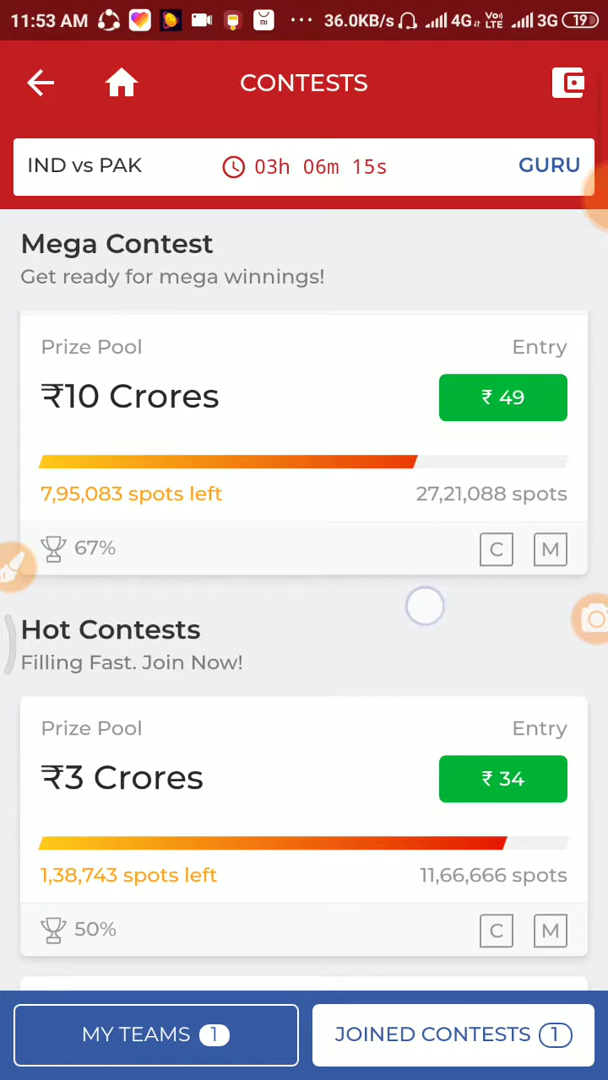 11:53 AM 36.0KB/s 4G Vo) LTE 3G 19
CONTESTS
IND vs PAK 03h 06m 15s GURU
Mega Contest
Get ready for mega winnings!
Prize Pool Entry
₹10 Crores ₹ 49
7,95,083 spots left 27,21,088 spots
67% C M
Hot Contests
Filling Fast. Join Now!
Prize Pool Entry
₹3 Crores ₹ 34
1,38,743 spots left 11,66,666 spots
50% C M
MY TEAMS 1 JOINED CONTESTS 1